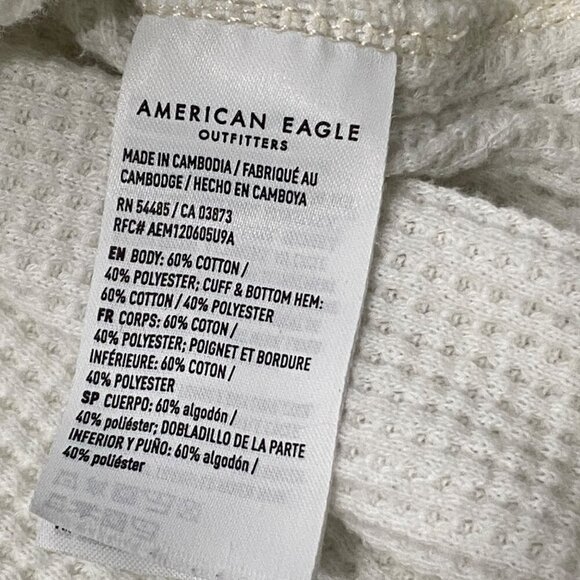 AMERICAN EAGLE
OUTFITTERS
MADE IN CAMBODIA / FABRIQUÉ AU
CAMBODGE / HECHO EN CAMBOYA
RN 54485 / CA 03873
RFC# AEM120605U9A
EN BODY: 60% COTTON /
40% POLYESTER; CUFF & BOTTOM HEM:
60% COTTON / 40% POLYESTER
FR CORPS: 60% COTON /
40% POLYESTER; POIGNET ET BORDURE
INFÉRIEURE: 60% COTON /
40% POLYESTER
SP CUERPO: 60% algodón /
40% poliéster; DOBLADILLO DE LA PARTE
INFERIOR Y PUÑO: 60% algodón /
40% poliéster